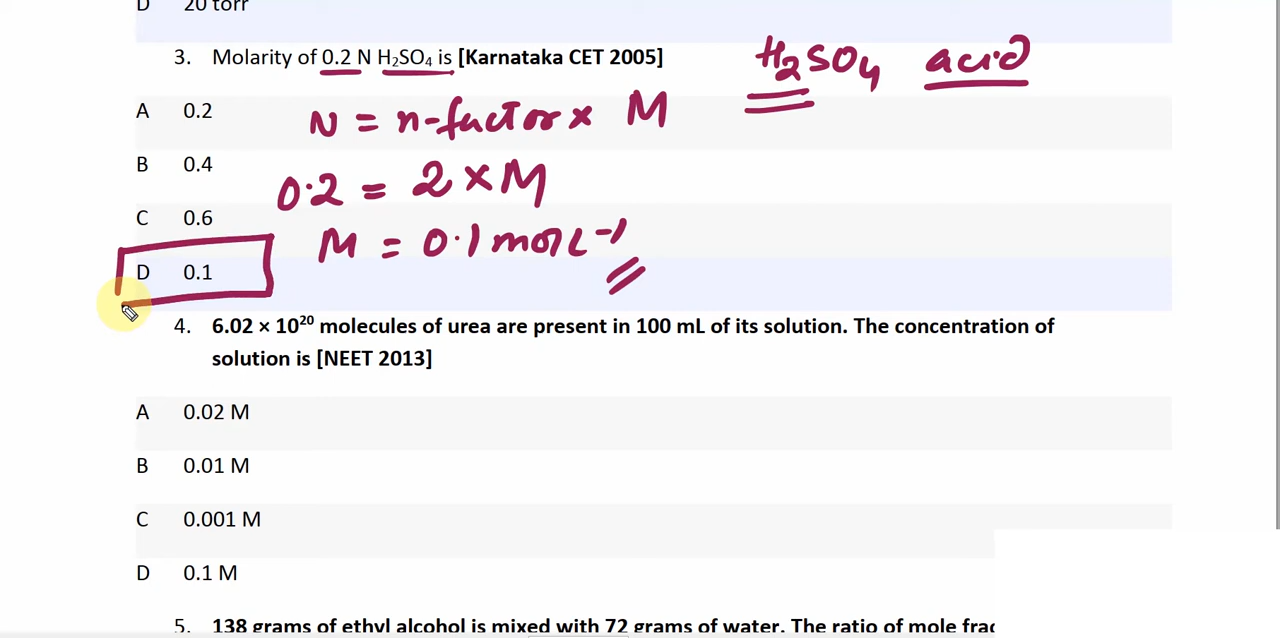 D 20 torr
3. Molarity of 0.2 N H₂SO₄ is [Karnataka CET 2005]
H₂SO₄ acid
A 0.2
N = n-factor × M
B 0.4
0.2 = 2 × M
C 0.6
M = 0.1 mol L⁻¹
D 0.1
4. 6.02 × 10²⁰ molecules of urea are present in 100 mL of its solution. The concentration of
solution is [NEET 2013]
A 0.02 M
B 0.01 M
C 0.001 M
D 0.1 M
5. 138 grams of ethyl alcohol is mixed with 72 grams of water. The ratio of mole frac